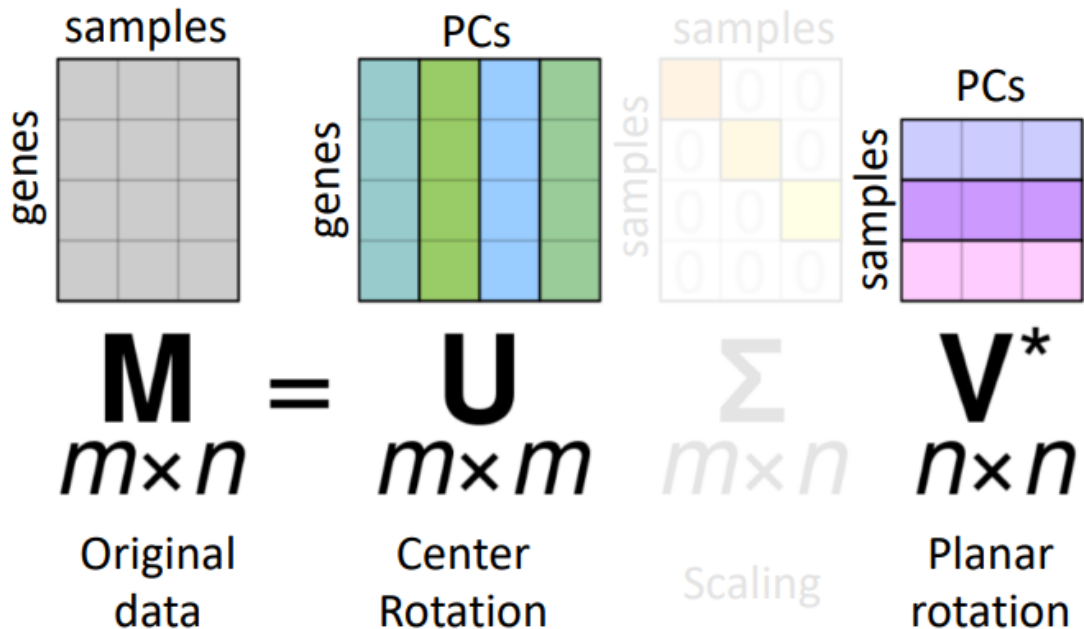 samples
PCs
samples
PCs
genes
genes
samples
samples
0 0
0 0
0 0
0 0 0
M = U Σ V*
m×n m×m m×n n×n
Original data
Center Rotation
Scaling
Planar rotation